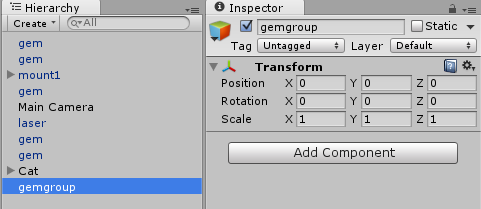 Hierarchy
Create All
gem
gem
mount1
gem
Main Camera
laser
gem
gem
Cat
gemgroup
Inspector
gemgroup Static
Tag Untagged Layer Default
Transform
Position X 0 Y 0 Z 0
Rotation X 0 Y 0 Z 0
Scale X 1 Y 1 Z 1
Add Component